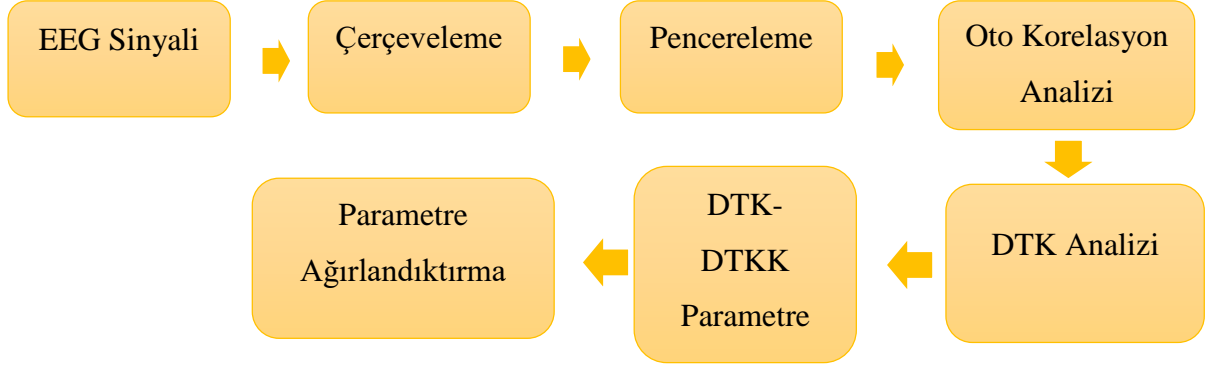 EEG Sinyali
Çerçeveleme
Pencereleme
Oto Korelasyon
Analizi
DTK Analizi
DTK-
DTKK
Parametre
Parametre
Ağırlandıktırma